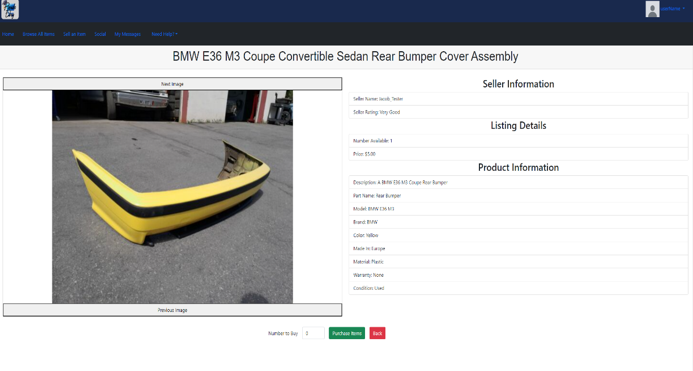 Home Browse All Items Sell an Item Social My Messages Need Help?
BMW E36 M3 Coupe Convertible Sedan Rear Bumper Cover Assembly
Next Image
Previous Image
Seller Information
Seller Name: Jacob, Tester
Seller Rating: Very Good
Listing Details
Number Available: 1
Price: $5.00
Product Information
Description: A BMW E36 M3 Coupe Rear Bumper
Part Name: Rear Bumper
Model: BMW E36 M3
Brand: BMW
Color: Yellow
Made In: Europe
Material: Plastic
Warranty: None
Condition: Used
Number to Buy 0 Purchase Items Back